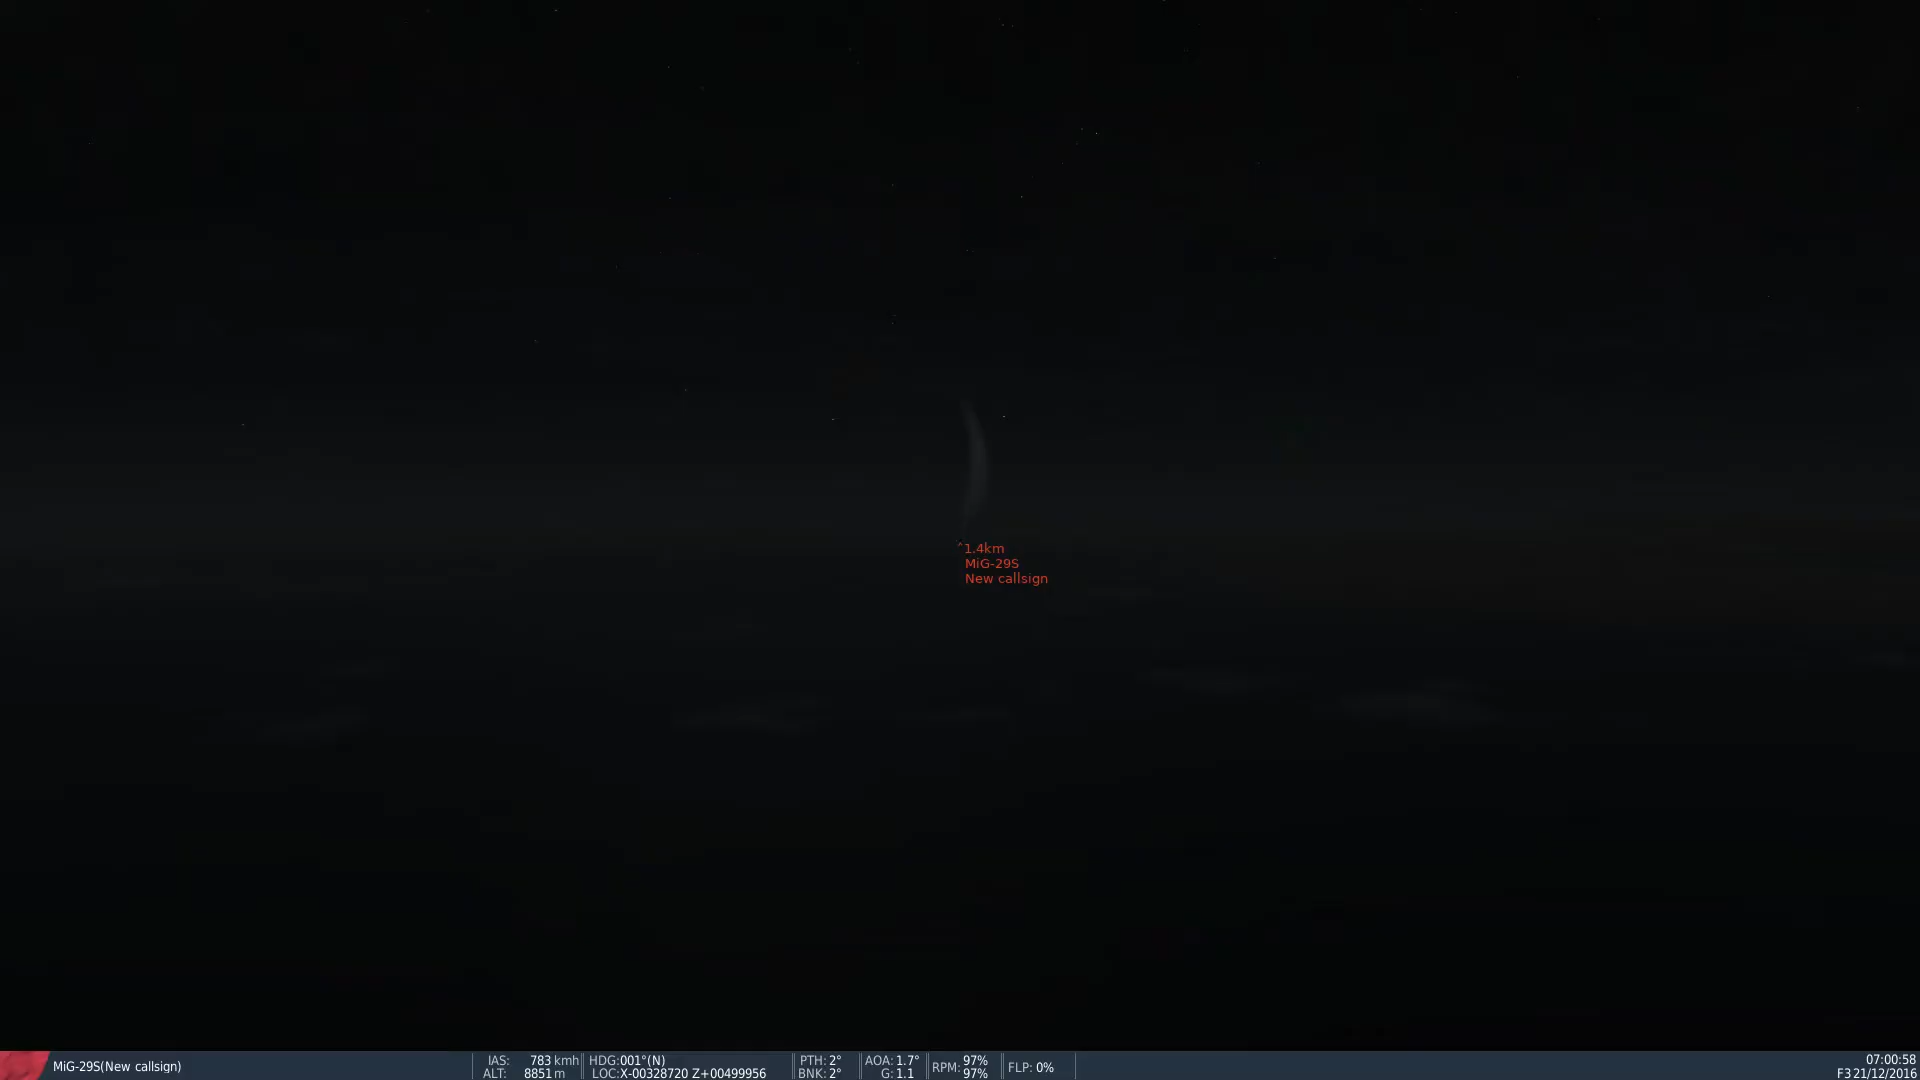 1.4km
MiG-29S
New callsign
MiG-29S(New callsign)
IAS: 783 kmh
ALT: 8851 m
HDG:001°(N)
LOC:X-00328720 Z+00499956
PTH: 2°
BNK: 2°
AOA: 1.7°
G: 1.1
RPM: 97%
97%
FLP: 0%
07:00:58
F3 21/12/2016